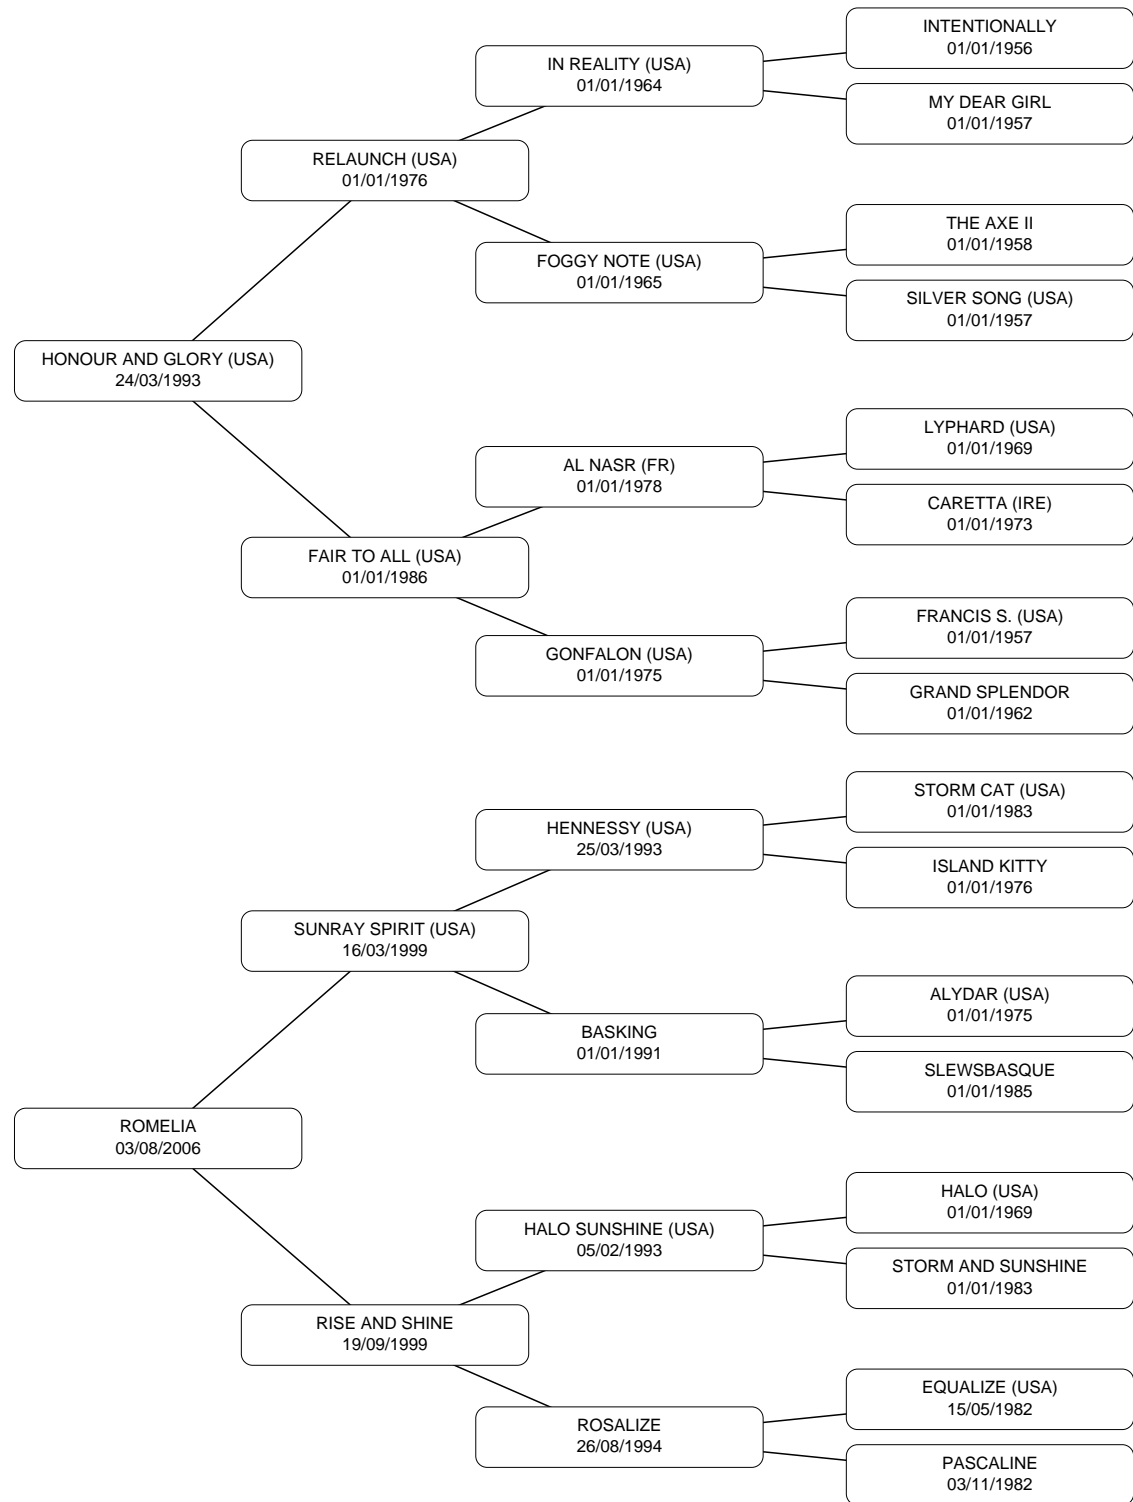 INTENTIONALLY
01/01/1956
IN REALITY (USA)
01/01/1964
MY DEAR GIRL
01/01/1957
RELAUNCH (USA)
01/01/1976
THE AXE II
01/01/1958
FOGGY NOTE (USA)
01/01/1965
SILVER SONG (USA)
01/01/1957
HONOUR AND GLORY (USA)
24/03/1993
LYPHARD (USA)
01/01/1969
AL NASR (FR)
01/01/1978
CARETTA (IRE)
01/01/1973
FAIR TO ALL (USA)
01/01/1986
FRANCIS S. (USA)
01/01/1957
GONFALON (USA)
01/01/1975
GRAND SPLENDOR
01/01/1962
STORM CAT (USA)
01/01/1983
HENNESSY (USA)
25/03/1993
ISLAND KITTY
01/01/1976
SUNRAY SPIRIT (USA)
16/03/1999
ALYDAR (USA)
01/01/1975
BASKING
01/01/1991
SLEWSBASQUE
01/01/1985
ROMELIA
03/08/2006
HALO (USA)
01/01/1969
HALO SUNSHINE (USA)
05/02/1993
STORM AND SUNSHINE
01/01/1983
RISE AND SHINE
19/09/1999
EQUALIZE (USA)
15/05/1982
ROSALIZE
26/08/1994
PASCALINE
03/11/1982